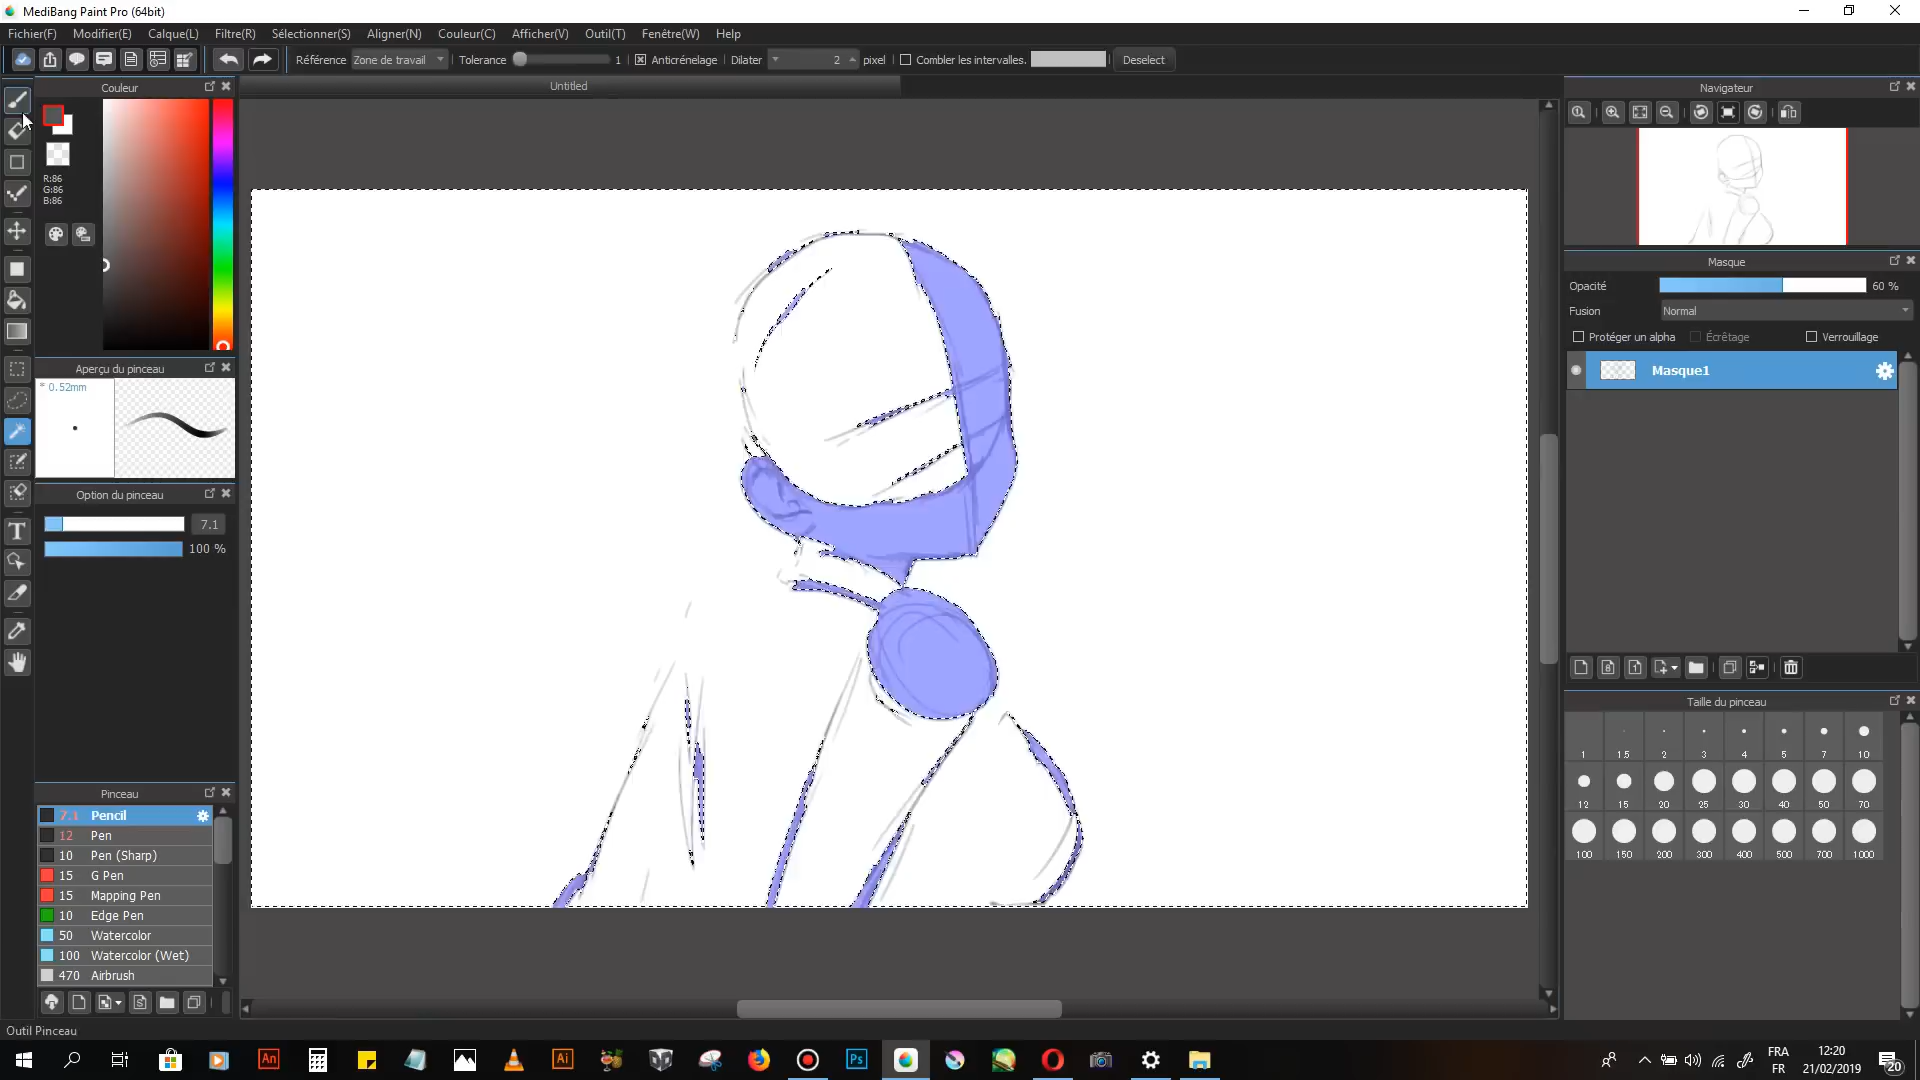 MediBang Paint Pro (64bit)
Fichier(F) Modifier(E) Calque(L) Filtre(R) Sélectionner(S) Aligner(N) Couleur(C) Afficher(V) Outil(T) Fenêtre(W) Help
Référence Zone de travail Tolerance 1 Anticrénelage Dilater 2 pixel Combler les intervalles. Deselect
Couleur
Untitled
Navigateur
R:86
G:86
B:86
Masque
Opacité 60 %
Fusion Normal
Protéger un alpha Écrêtage Verrouillage
Masque1
Aperçu du pinceau
* 0.52mm
Option du pinceau
7.1
100 %
Taille du pinceau
1 1.5 2 3 4 5 7 10
12 15 20 25 30 40 50 70
100 150 200 300 400 500 700 1000
Pinceau
7.1 Pencil
12 Pen
10 Pen (Sharp)
15 G Pen
15 Mapping Pen
10 Edge Pen
50 Watercolor
100 Watercolor (Wet)
470 Airbrush
Outil Pinceau
An Ai Ps
FRA
FR
12:20
21/02/2019
20